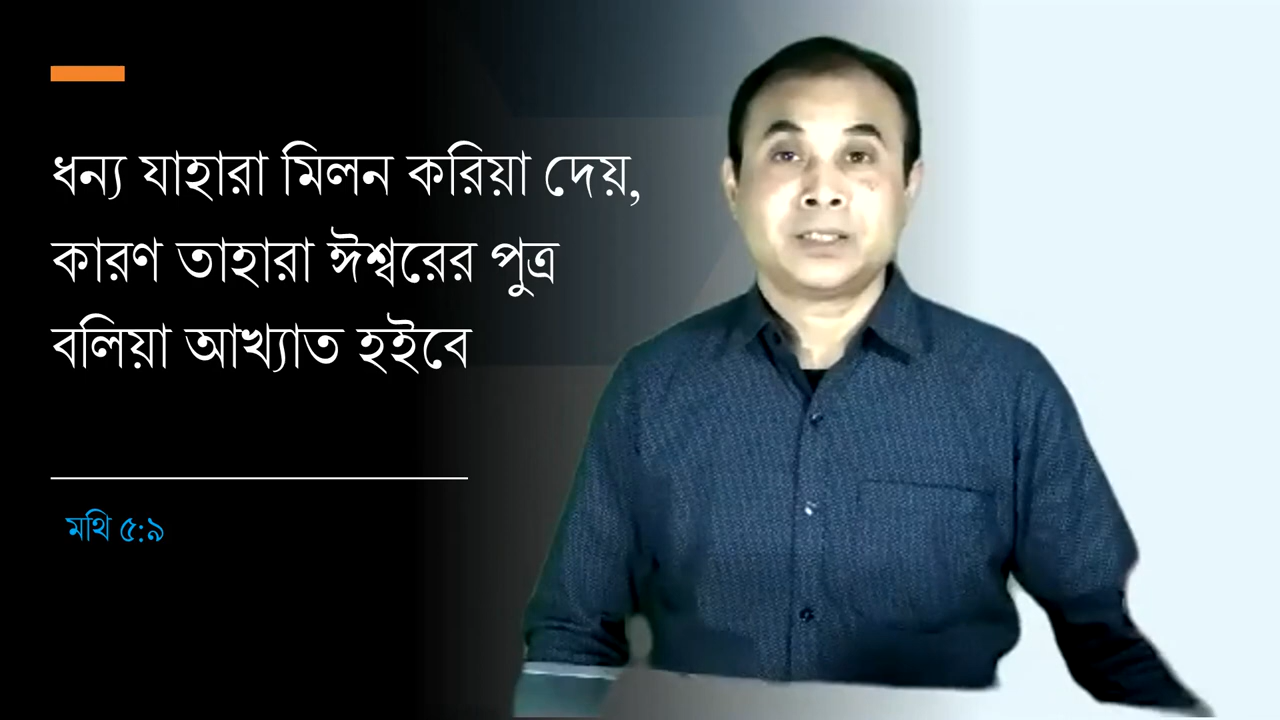 ধন্য যাহারা মিলন করিয়া দেয়,
কারণ তাহারা ঈশ্বরের পুত্র
বলিয়া আখ্যাত হইবে
মথি ৫:৯